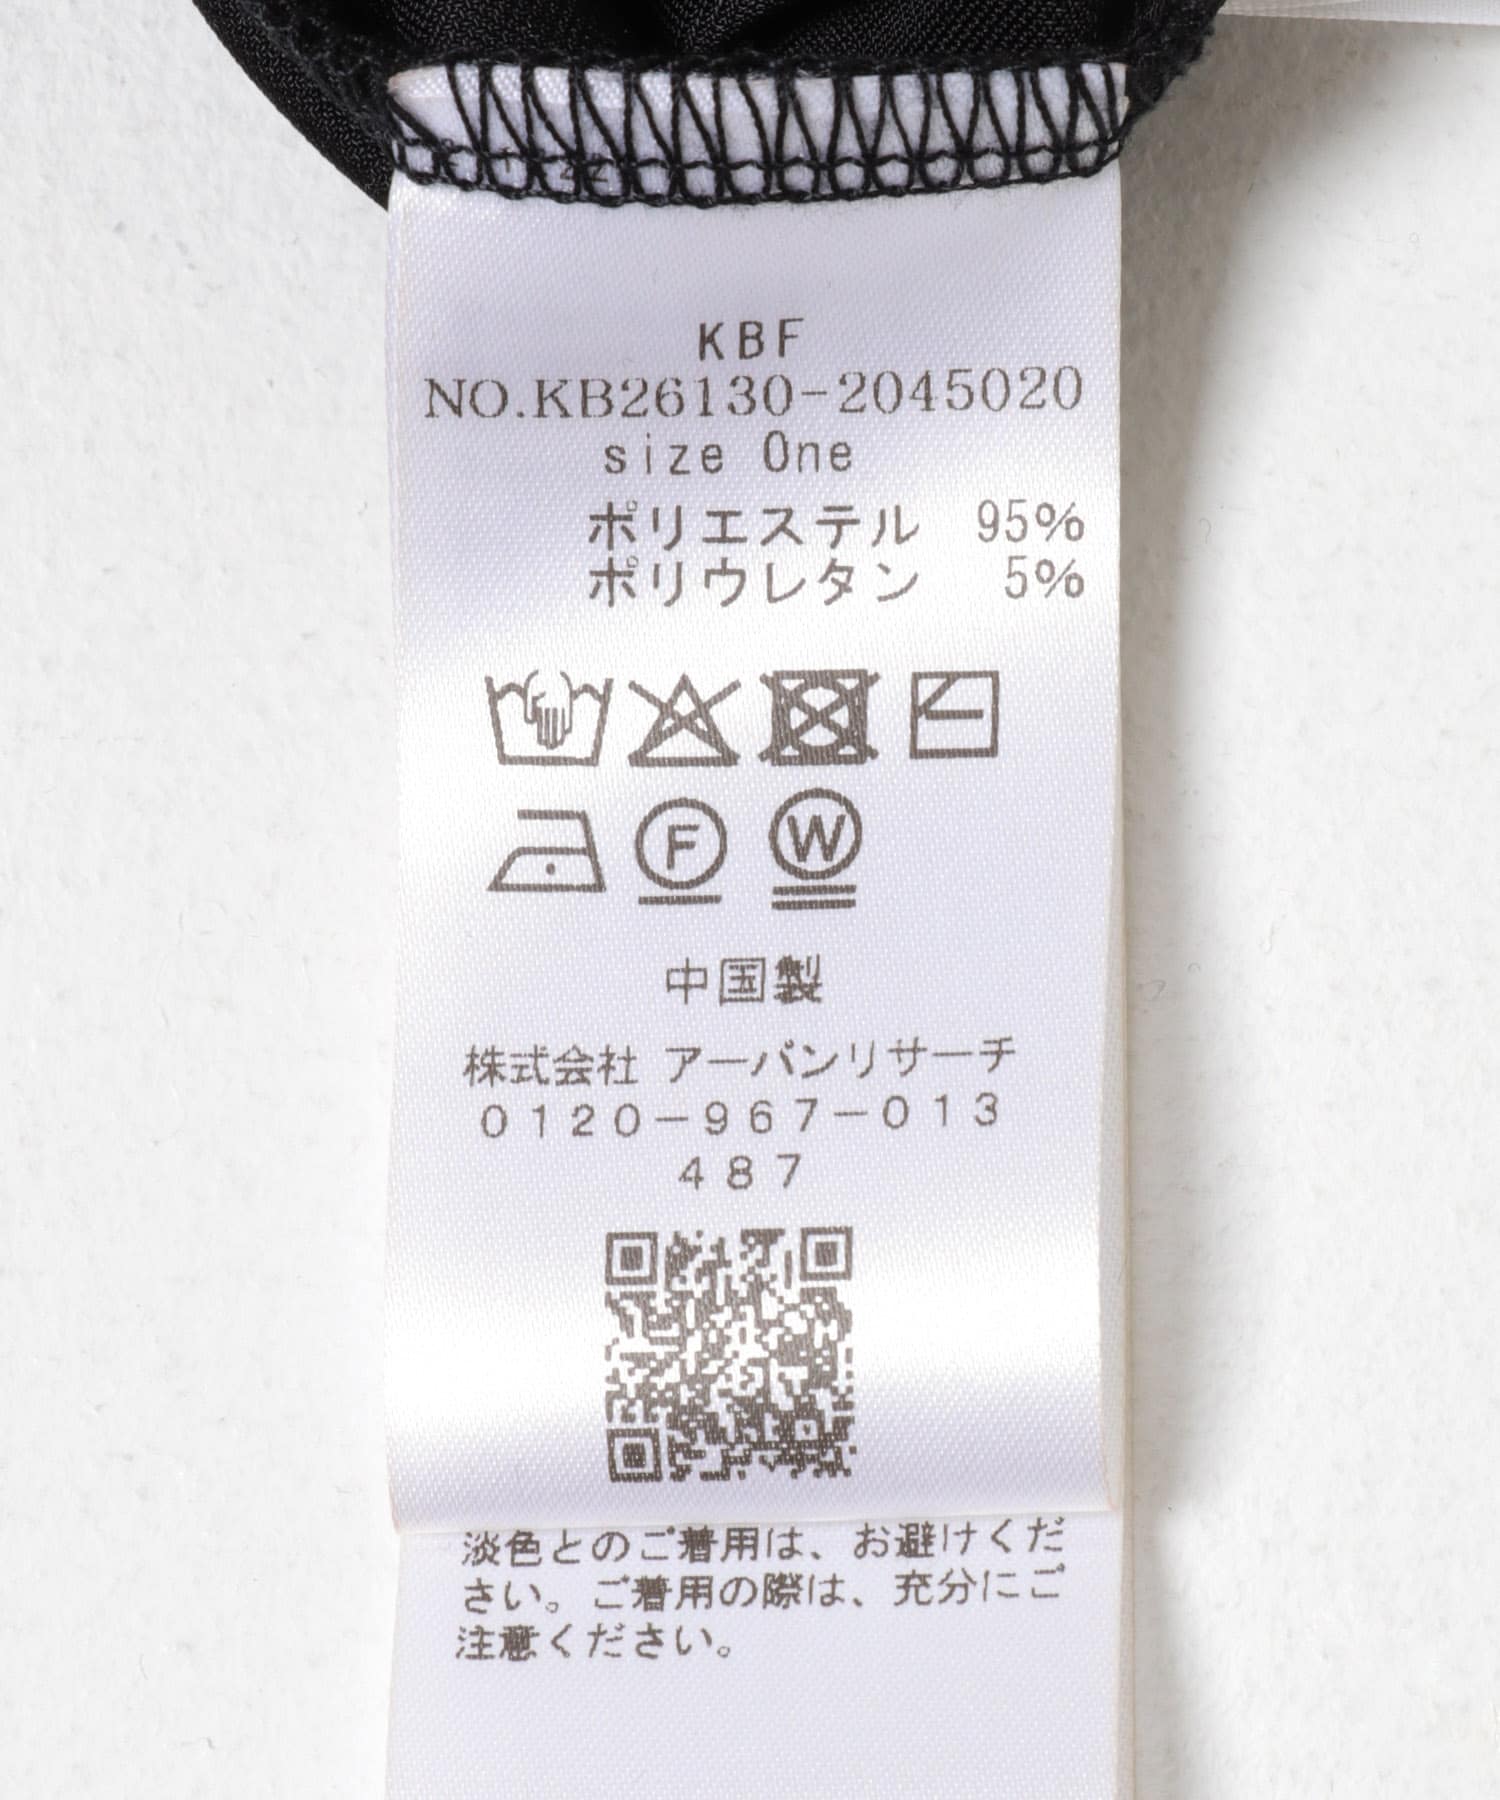 KBF
NO.KB26130-2045020
size One
ポリエステル 95%
ポリウレタン 5%
F W
中国製
株式会社 アーバンリサーチ
0120-967-013
487
淡色とのご着用は、お避けくだ
さい。ご着用の際は、充分にご
注意ください。